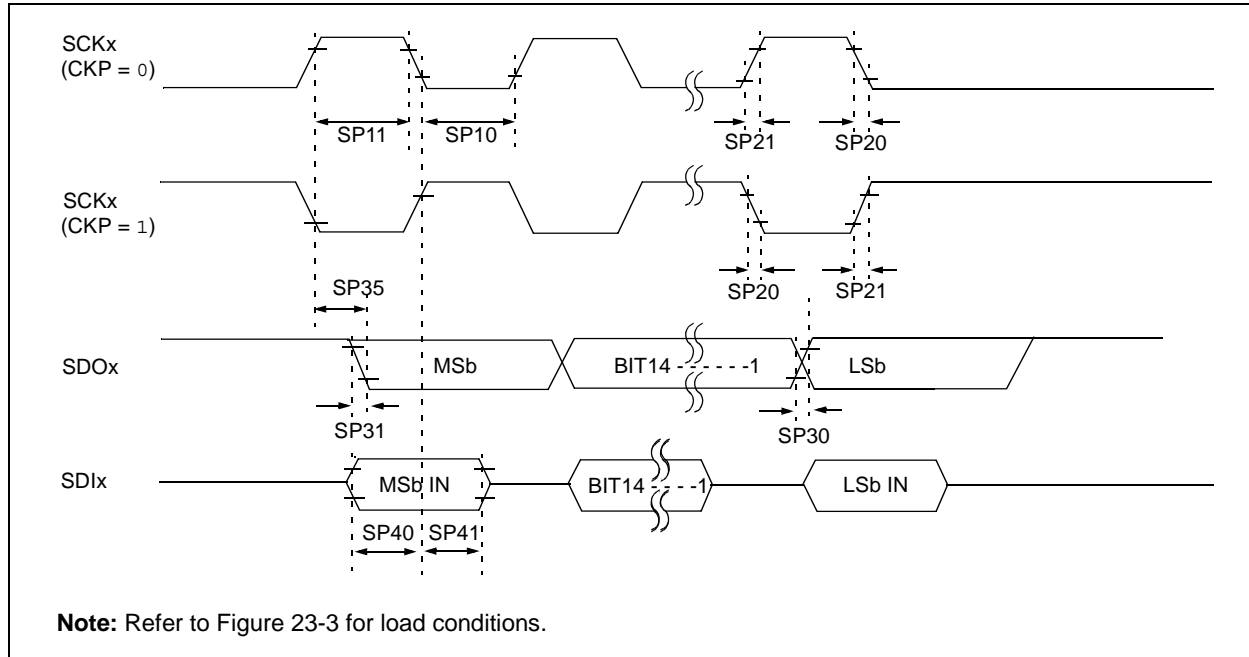 SCKx
(CKP = 0)
SP11
SP10
SP21
SP20
SCKx
(CKP = 1)
SP35
SP20
SP21
SDOx
MSb
BIT14 - - - - - -1
LSb
SP31
SP30
SDIx
MSb IN
BIT14 - - - -1
LSb IN
SP40
SP41
Note: Refer to Figure 23-3 for load conditions.